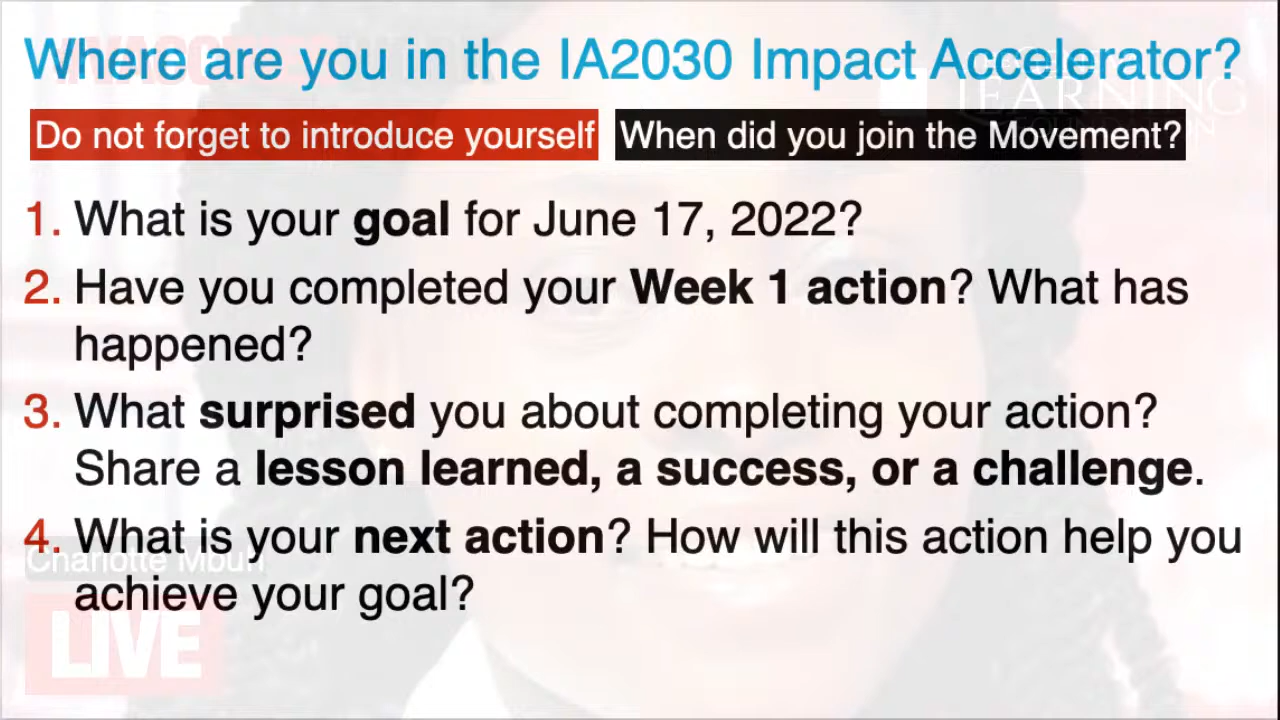 Where are you in the IA2030 Impact Accelerator?
LEARNING
Do not forget to introduce yourself
When did you join the Movement?
1. What is your goal for June 17, 2022?
2. Have you completed your Week 1 action? What has
happened?
3. What surprised you about completing your action?
Share a lesson learned, a success, or a challenge.
4. What is your next action? How will this action help you
Charlotte Mbuh
achieve your goal?
LIVE